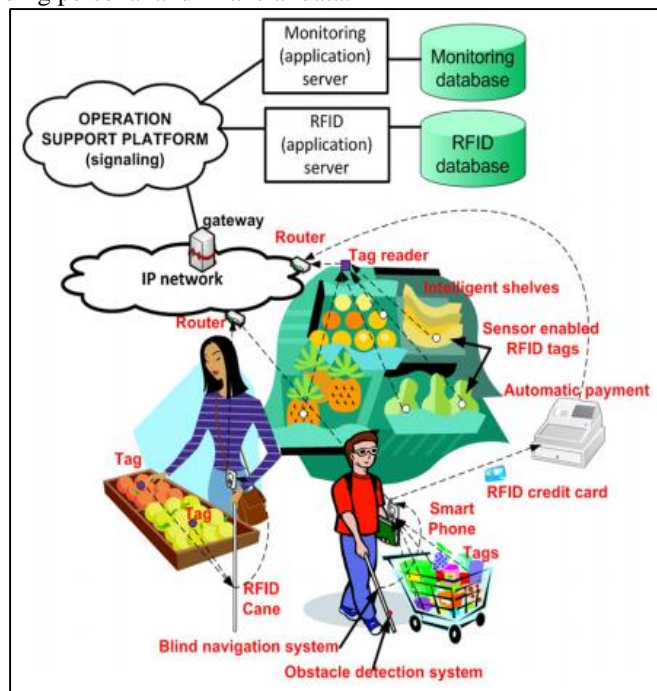 Monitoring
(application)
server
Monitoring
database
OPERATION
SUPPORT PLATFORM
(signaling)
RFID
(application)
server
RFID
database
gateway
Router
Tag reader
IP network
Intelligent shelves
Router
Sensor enabled
RFID tags
Automatic payment
Tag
Tag
RFID credit card
Smart
Phone
Tags
RFID
Cane
Blind navigation system
Obstacle detection system